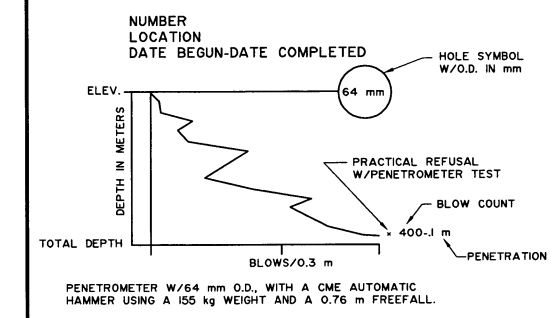 NUMBER
LOCATION
DATE BEGUN-DATE COMPLETED
HOLE SYMBOL
W/O.D. IN mm
ELEV.
64 mm
DEPTH IN METERS
PRACTICAL REFUSAL
W/PENETROMETER TEST
BLOW COUNT
× 400-.1 m
PENETRATION
TOTAL DEPTH
BLOWS/0.3 m
PENETROMETER W/64 mm O.D., WITH A CME AUTOMATIC
HAMMER USING A 155 kg WEIGHT AND A 0.76 m FREEFALL.